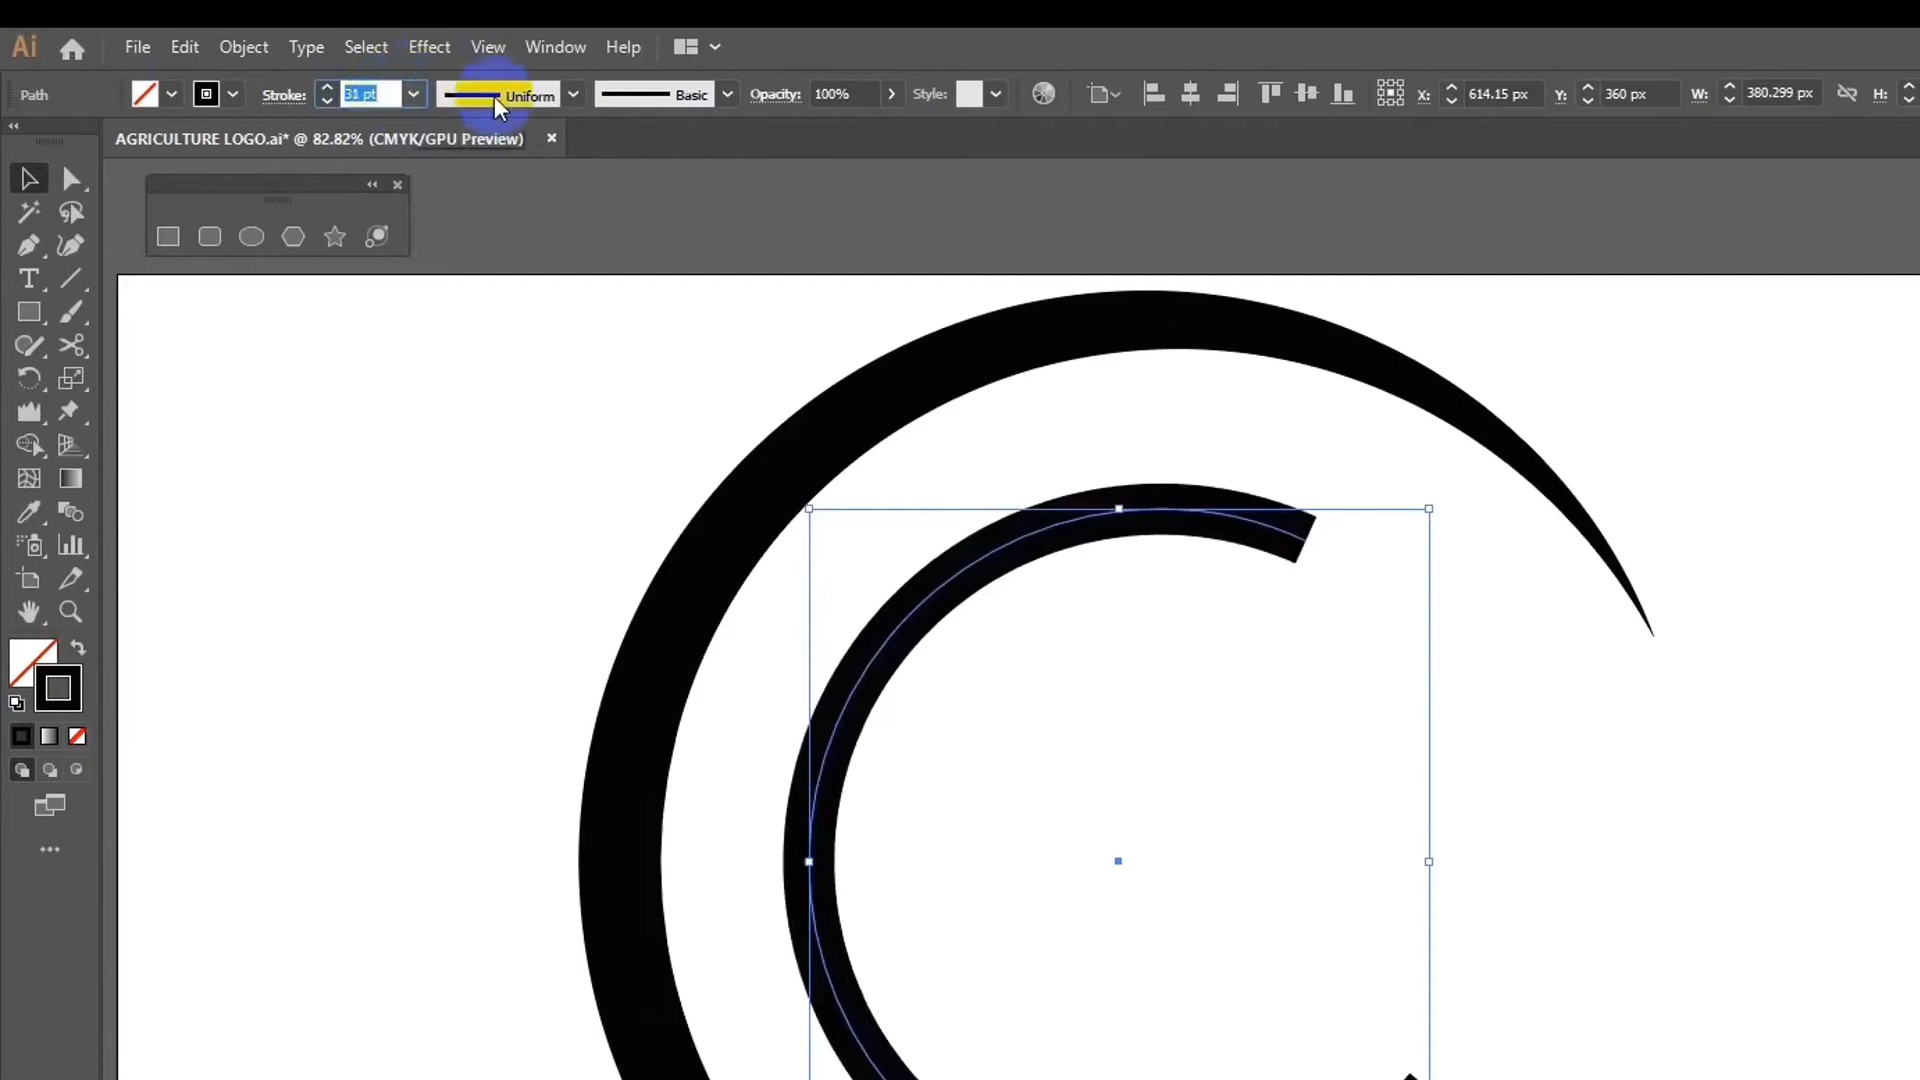 Ai File Edit Object Type Select Effect View Window Help
Path Stroke: 31 pt Uniform Basic Opacity: 100% Style: X: 614.15 px Y: 360 px W: 380.299 px H:
AGRICULTURE LOGO.ai* @ 82.82% (CMYK/GPU Preview)
T